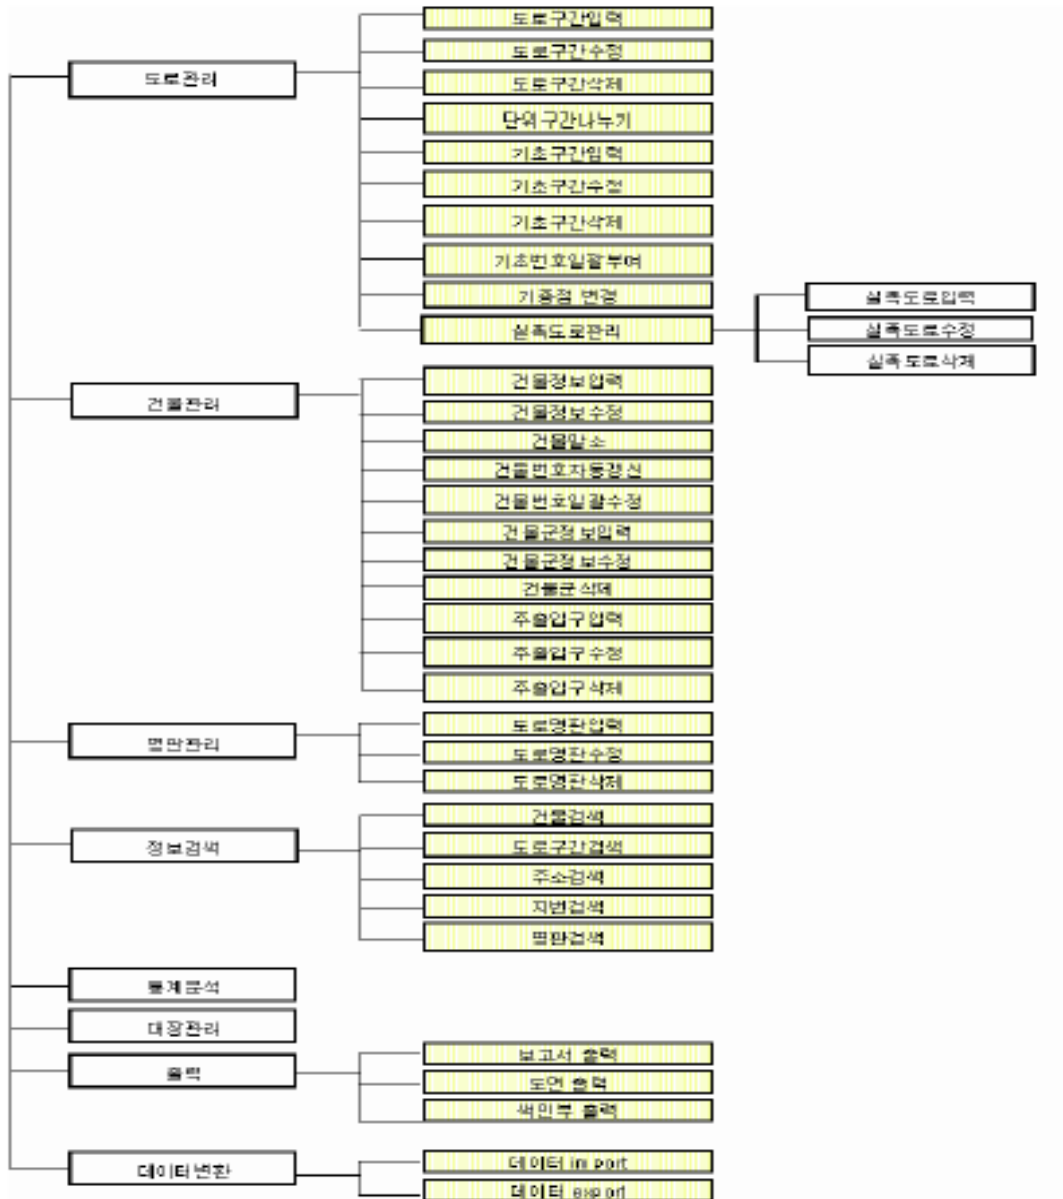 도로관리
도로구간입력
도로구간수정
도로구간삭제
단위구간나누기
기초구간입력
기초구간수정
기초구간삭제
기초번호일괄부여
기종점 변경
실폭도로관리
실폭도로입력
실폭도로수정
실폭도로삭제
건물관리
건물정보입력
건물정보수정
건물말소
건물번호자동갱신
건물번호일괄수정
건물군정보입력
건물군정보수정
건물군삭제
주출입구입력
주출입구수정
주출입구삭제
명판관리
도로명판입력
도로명판수정
도로명판삭제
정보검색
건물검색
도로구간검색
주소검색
지번검색
명판검색
통계분석
대장관리
출력
보고서 출력
도면 출력
색인부 출력
데이터변환
데이터 import
데이터 export